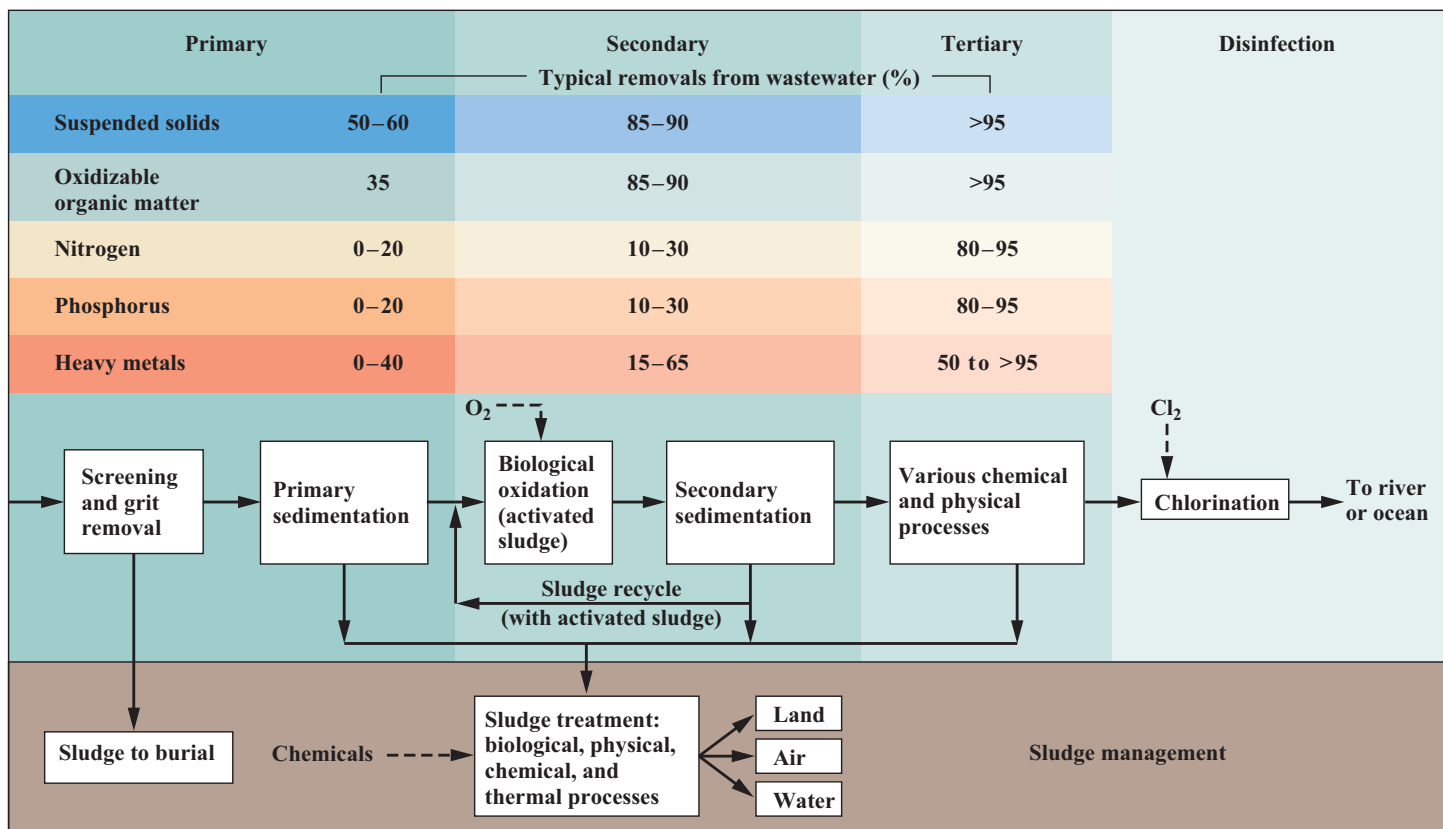 Primary Secondary Tertiary Disinfection
Typical removals from wastewater (%)
Suspended solids 50–60 85–90 >95
Oxidizable
organic matter 35 85–90 >95
Nitrogen 0–20 10–30 80–95
Phosphorus 0–20 10–30 80–95
Heavy metals 0–40 15–65 50 to >95
O2
Cl2
Screening
and grit
removal
Primary
sedimentation
Biological
oxidation
(activated
sludge)
Secondary
sedimentation
Various chemical
and physical
processes
Chlorination
To river
or ocean
Sludge recycle
(with activated sludge)
Sludge to burial
Chemicals
Sludge treatment:
biological, physical,
chemical, and
thermal processes
Land
Air
Water
Sludge management